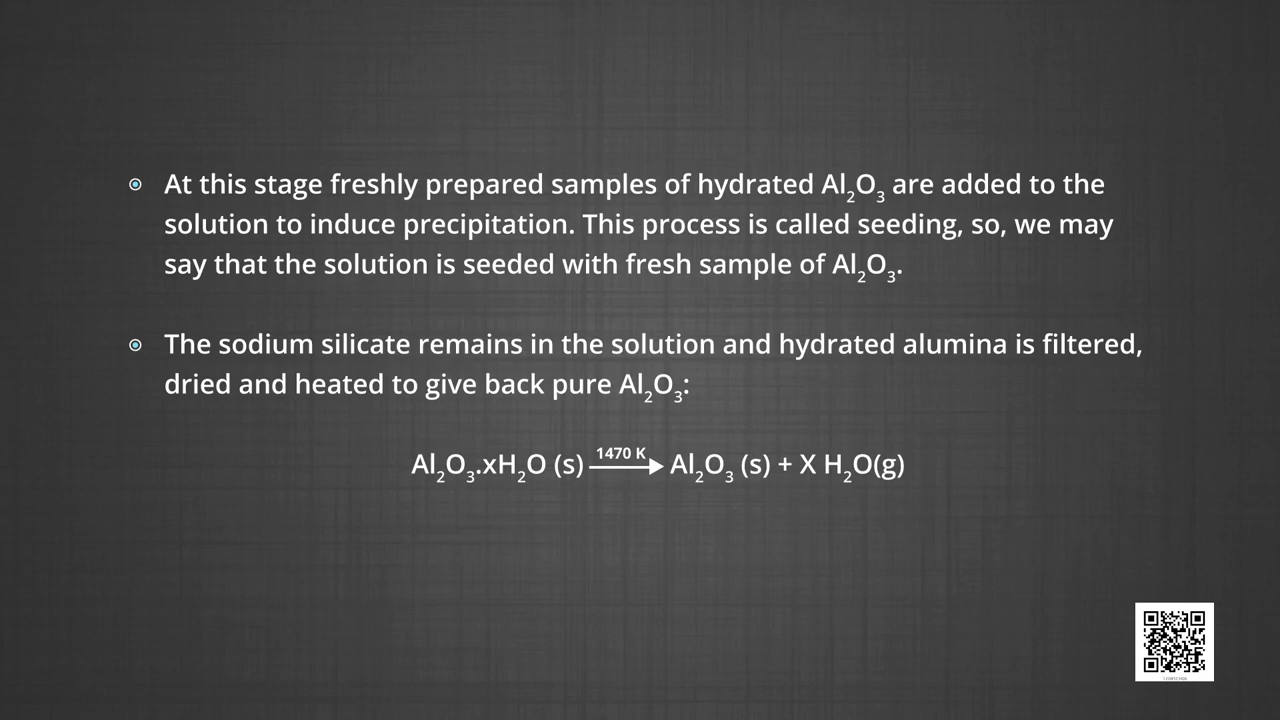 At this stage freshly prepared samples of hydrated Al₂O₃ are added to the
solution to induce precipitation. This process is called seeding, so, we may
say that the solution is seeded with fresh sample of Al₂O₃.
The sodium silicate remains in the solution and hydrated alumina is filtered,
dried and heated to give back pure Al₂O₃:
1470 K
Al₂O₃.xH₂O (s) ⟶ Al₂O₃ (s) + X H₂O(g)